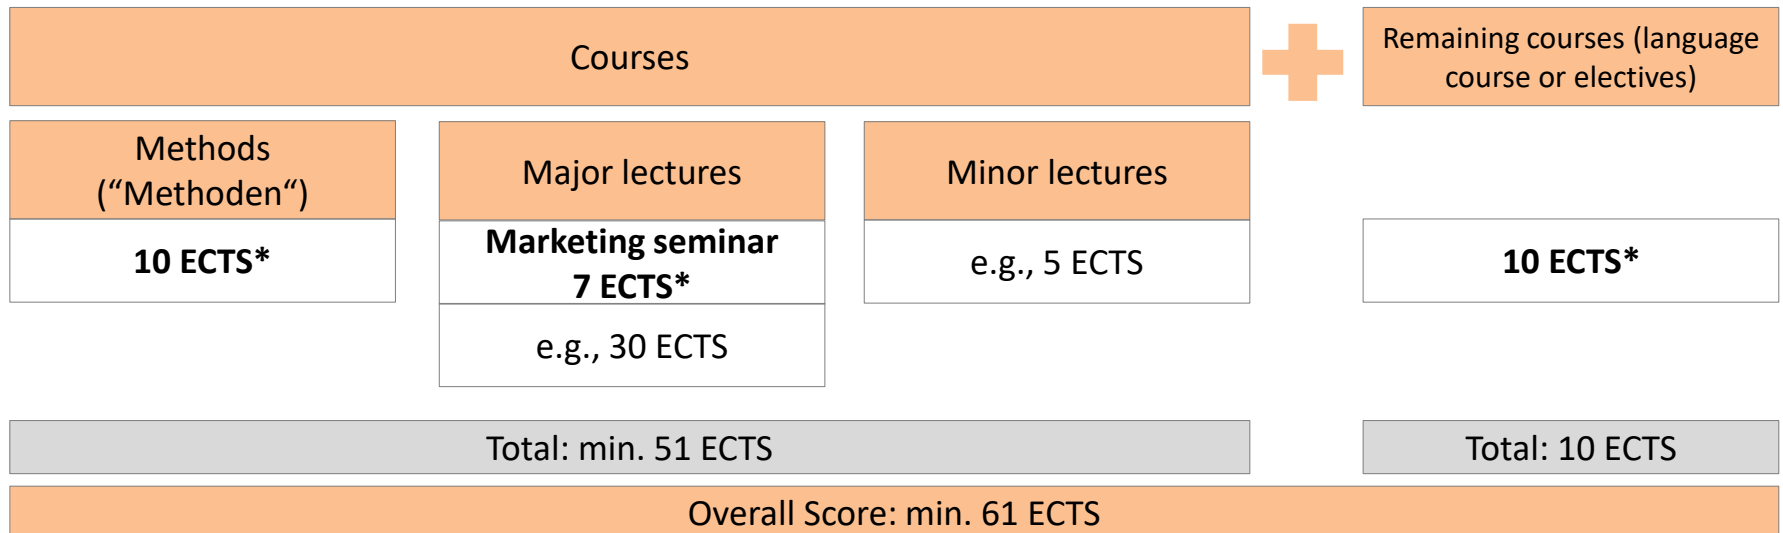 Courses
Remaining courses (language
course or electives)
Methods
(“Methoden“)
Major lectures
Minor lectures
10 ECTS*
Marketing seminar
7 ECTS*
e.g., 5 ECTS
10 ECTS*
e.g., 30 ECTS
Total: min. 51 ECTS
Total: 10 ECTS
Overall Score: min. 61 ECTS